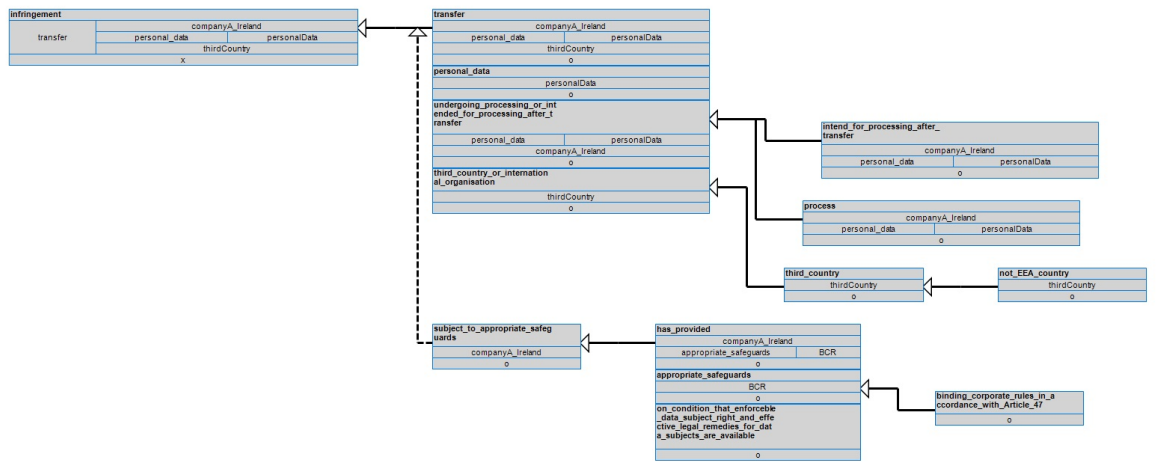 infringement
transfer
companyA_Ireland
personal_data personalData
thirdCountry
x
transfer
companyA_Ireland
personal_data personalData
thirdCountry
o
personal_data
personalData
o
undergoing_processing_or_int
ended_for_processing_after_t
ransfer
personal_data personalData
companyA_Ireland
o
third_country_or_internation
al_organisation
thirdCountry
o
intend_for_processing_after_
transfer
companyA_Ireland
personal_data personalData
o
process
companyA_Ireland
personal_data personalData
o
third_country
thirdCountry
o
not_EEA_country
thirdCountry
o
subject_to_appropriate_safeg
uards
companyA_Ireland
o
has_provided
companyA_Ireland
appropriate_safeguards BCR
o
appropriate_safeguards
BCR
o
on_condition_that_enforceble
_data_subject_right_and_effe
ctive_legal_remedies_for_dat
a_subjects_are_available
o
binding_corporate_rules_in_a
ccordance_with_Article_47
o